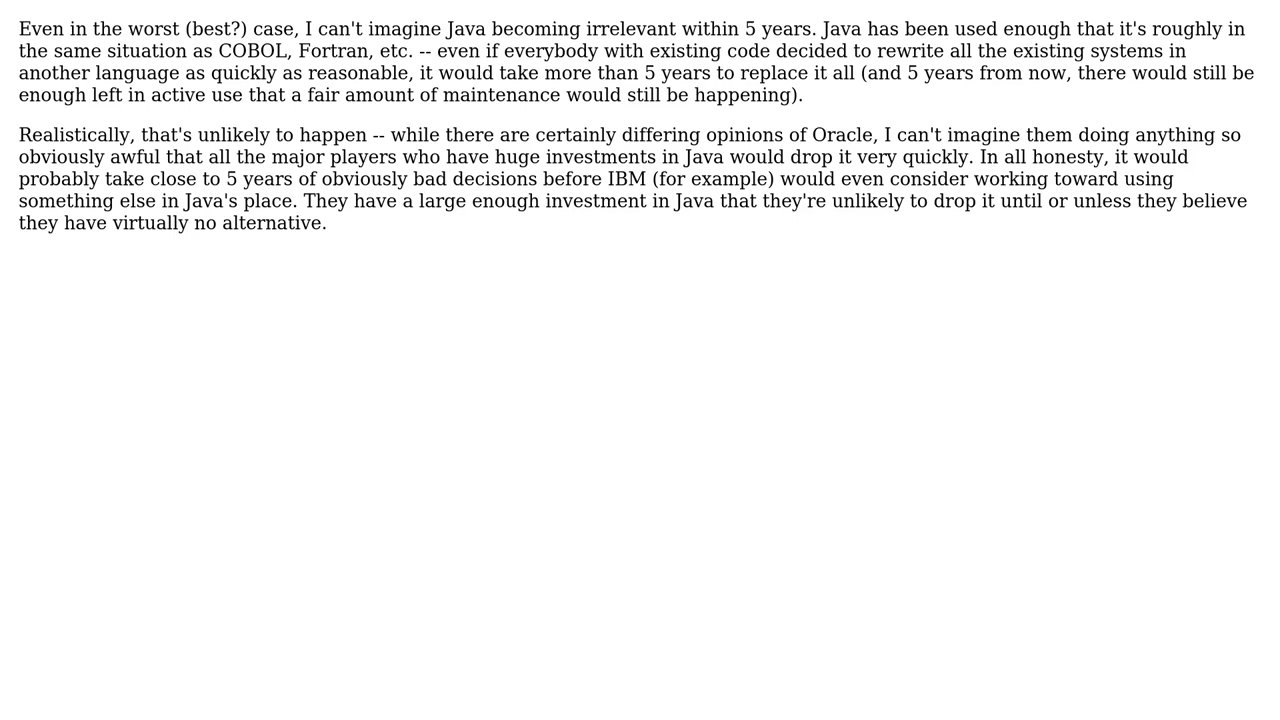 Even in the worst (best?) case, I can't imagine Java becoming irrelevant within 5 years. Java has been used enough that it's roughly in
the same situation as COBOL, Fortran, etc. -- even if everybody with existing code decided to rewrite all the existing systems in
another language as quickly as reasonable, it would take more than 5 years to replace it all (and 5 years from now, there would still be
enough left in active use that a fair amount of maintenance would still be happening).
Realistically, that's unlikely to happen -- while there are certainly differing opinions of Oracle, I can't imagine them doing anything so
obviously awful that all the major players who have huge investments in Java would drop it very quickly. In all honesty, it would
probably take close to 5 years of obviously bad decisions before IBM (for example) would even consider working toward using
something else in Java's place. They have a large enough investment in Java that they're unlikely to drop it until or unless they believe
they have virtually no alternative.